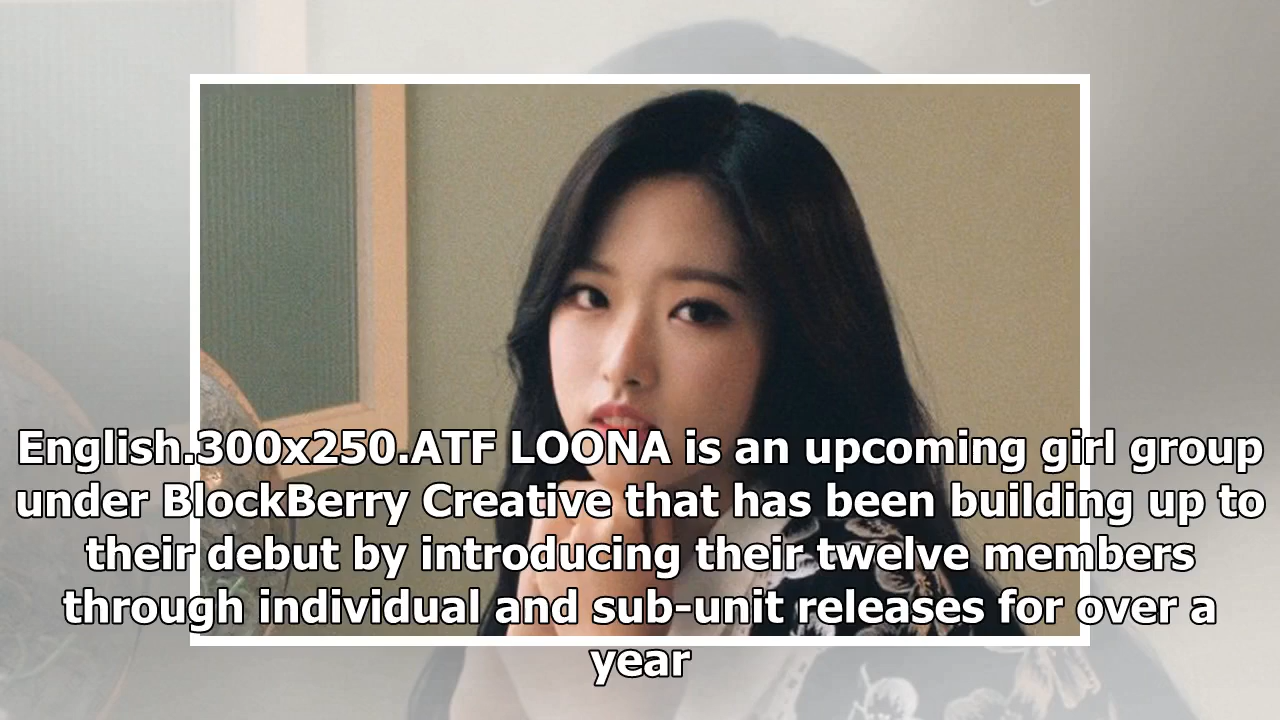 English.300x250.ATF LOONA is an upcoming girl group
under BlockBerry Creative that has been building up to
their debut by introducing their twelve members
through individual and sub-unit releases for over a
year